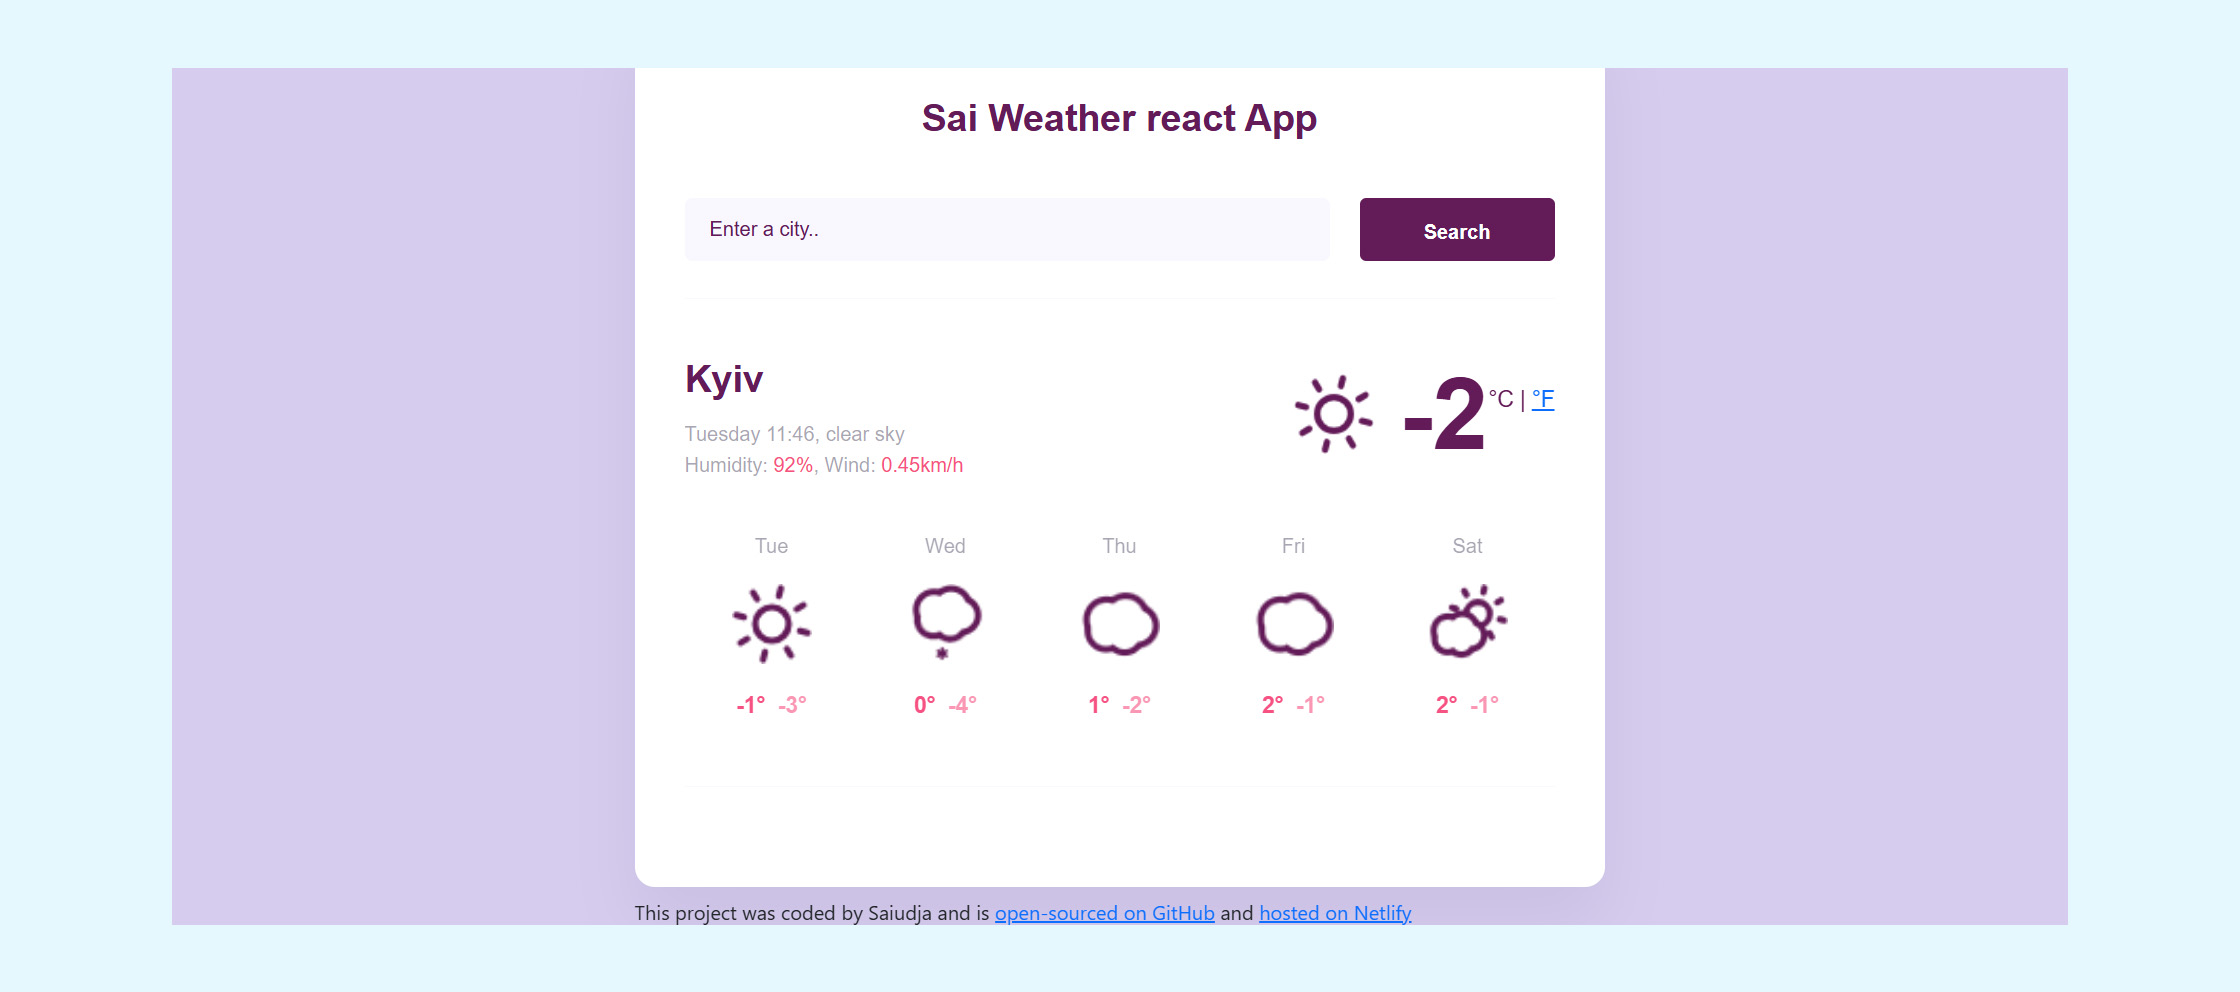 Sai Weather react App
Enter a city..
Search
Kyiv
-2 °C | °F
Tuesday 11:46, clear sky
Humidity: 92%, Wind: 0.45km/h
Tue Wed Thu Fri Sat
-1° -3° 0° -4° 1° -2° 2° -1° 2° -1°
This project was coded by Saiudja and is open-sourced on GitHub and hosted on Netlify